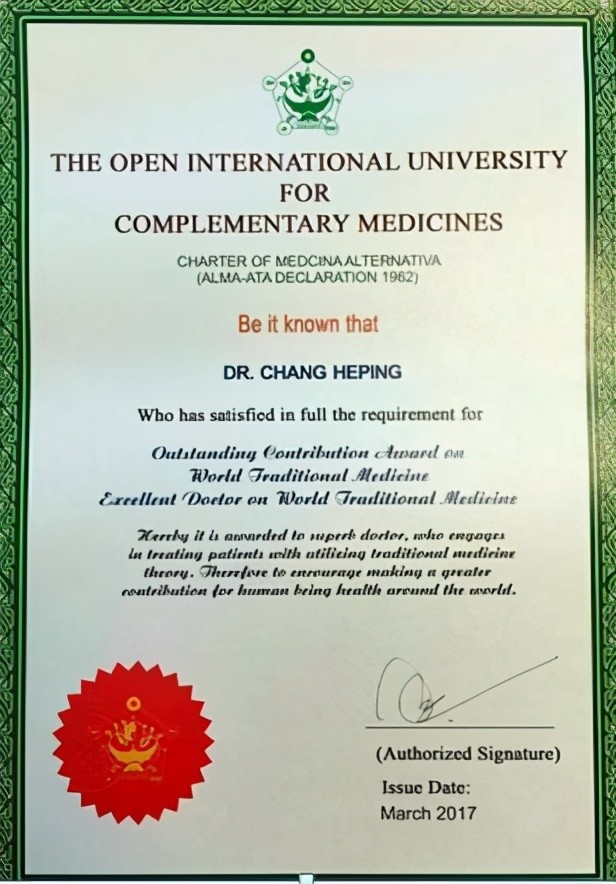 THE OPEN INTERNATIONAL UNIVERSITY
FOR
COMPLEMENTARY MEDICINES
CHARTER OF MEDCINA ALTERNATIVA
(ALMA-ATA DECLARATION 1962)
Be it known that
DR. CHANG HEPING
Who has satisfied in full the requirement for
Outstanding Contribution Award on
World Traditional Medicine
Excellent Doctor on World Traditional Medicine
Hereby it is awarded to superb doctor, who engages
in treating patients with utilizing traditional medicine
theory. Therefore to encourage making a greater
contribution for human being health around the world.
(Authorized Signature)
Issue Date:
March 2017